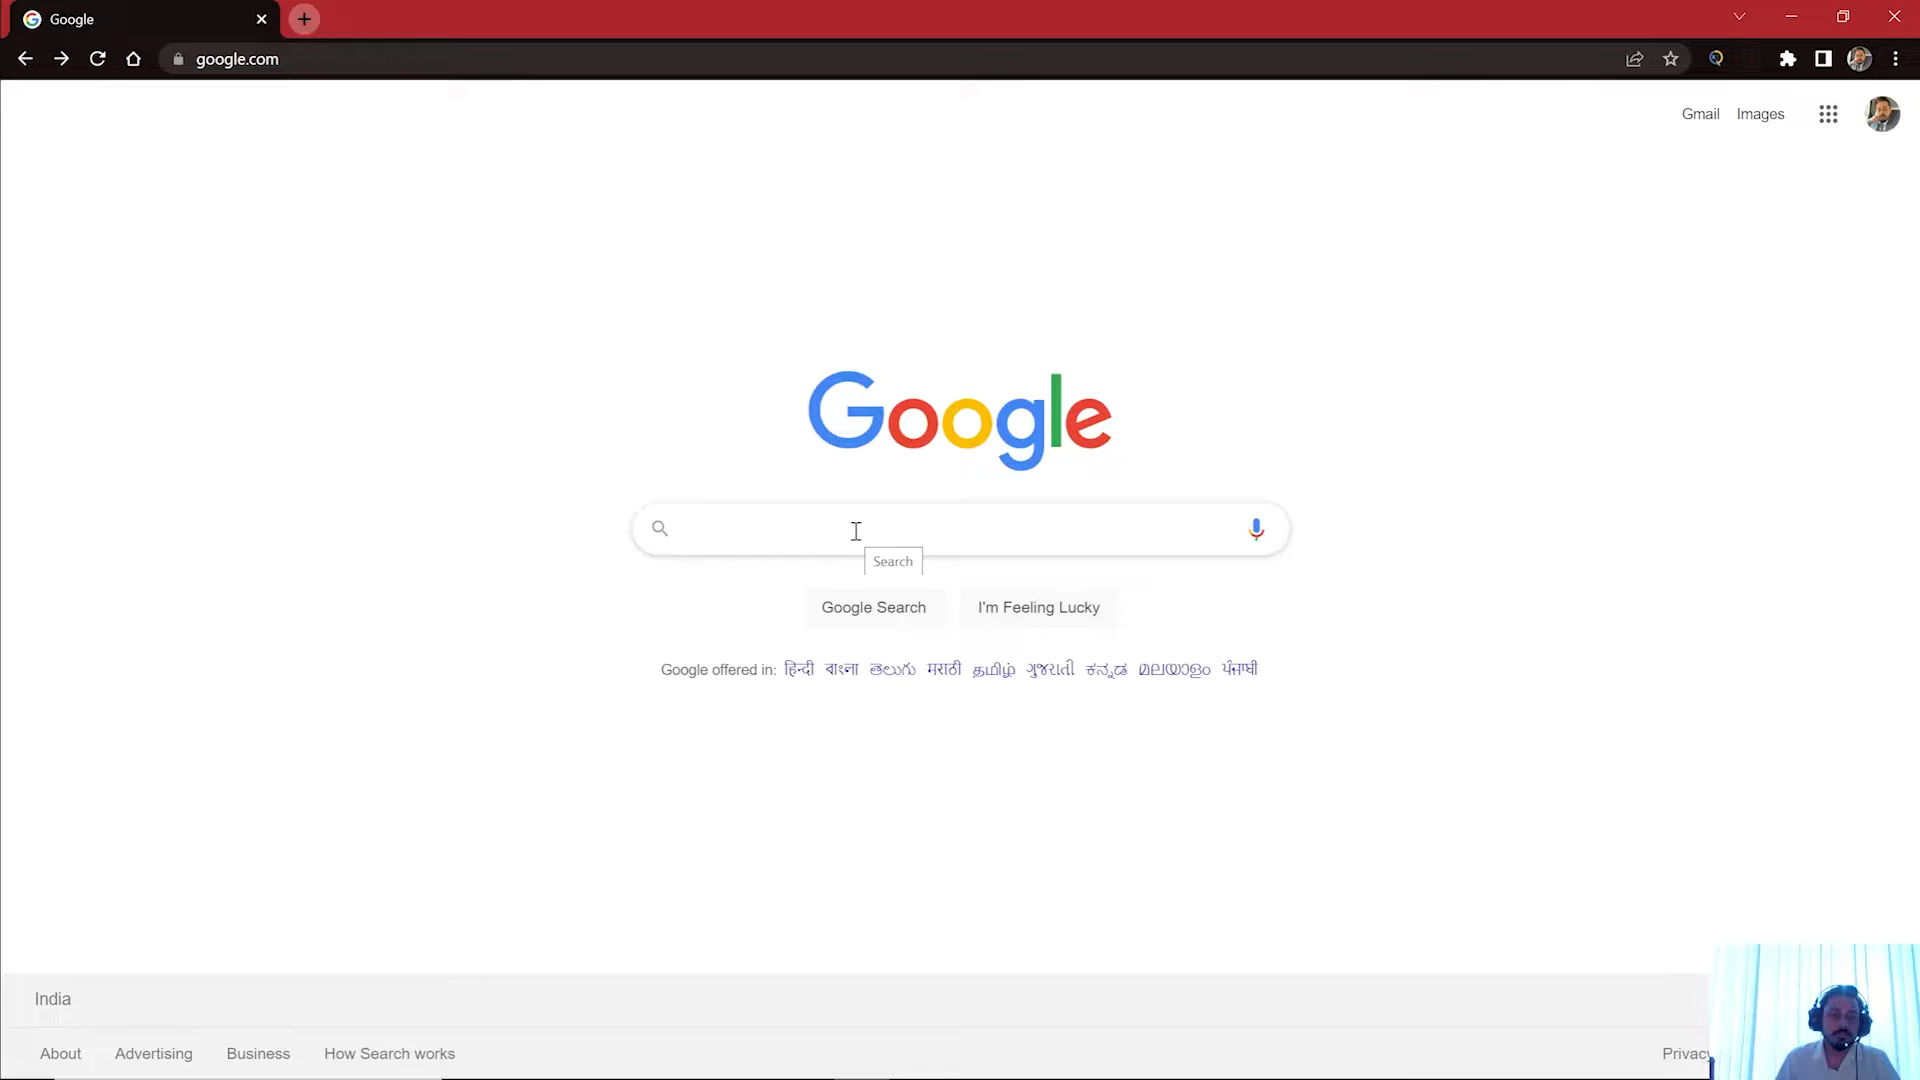 Google
google.com
Gmail Images
Google
Search
Google Search I'm Feeling Lucky
Google offered in: हिन्दी বাংলা తెలుగు मराठी தமிழ் ગુજરાતી ಕನ್ನಡ മലയാളം ਪੰਜਾਬੀ
India
About Advertising Business How Search works Privac